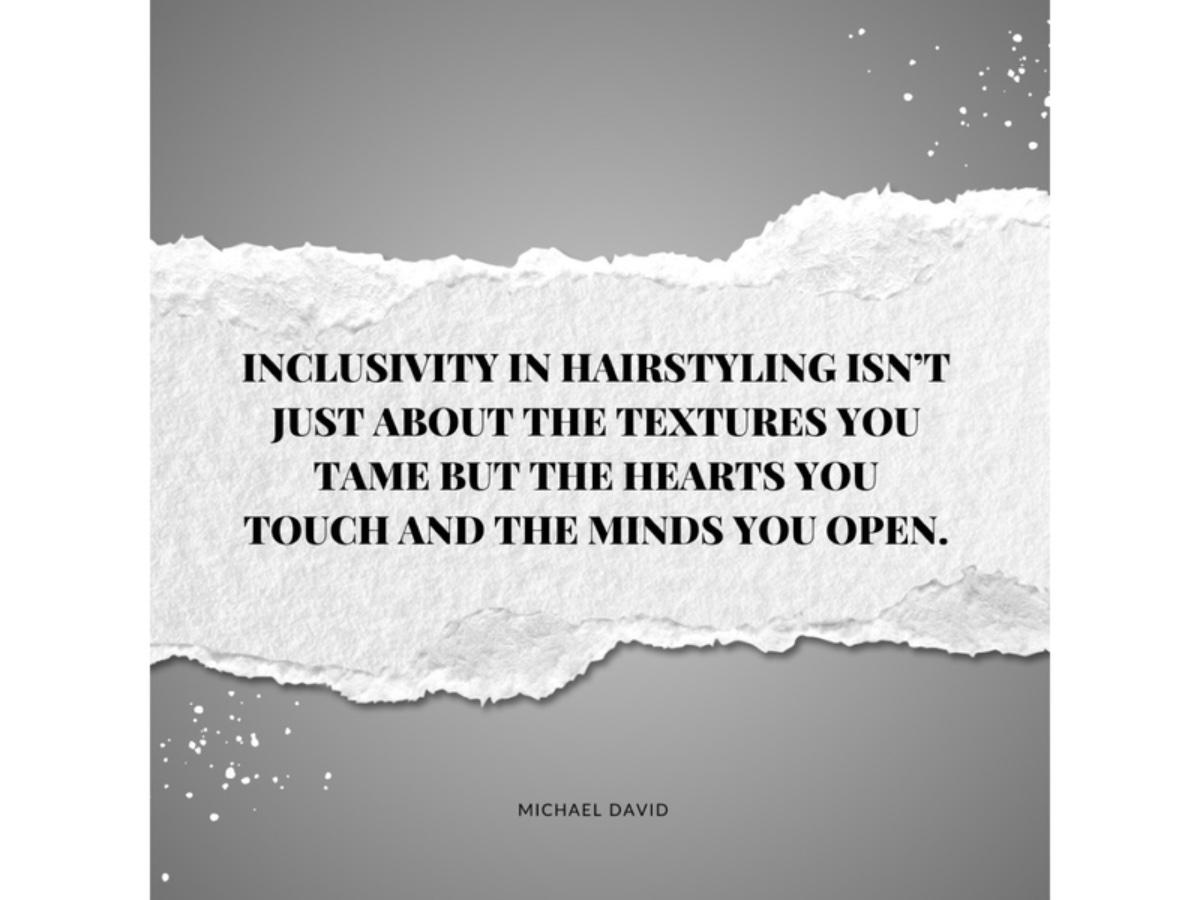 INCLUSIVITY IN HAIRSTYLING ISN’T
JUST ABOUT THE TEXTURES YOU
TAME BUT THE HEARTS YOU
TOUCH AND THE MINDS YOU OPEN.
MICHAEL DAVID